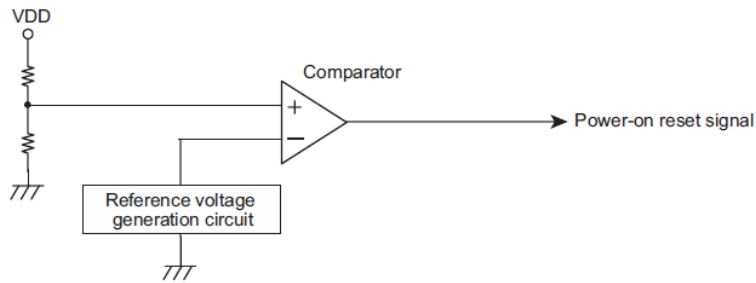 VDD
Comparator
+
−
Power-on reset signal
Reference voltage
generation circuit